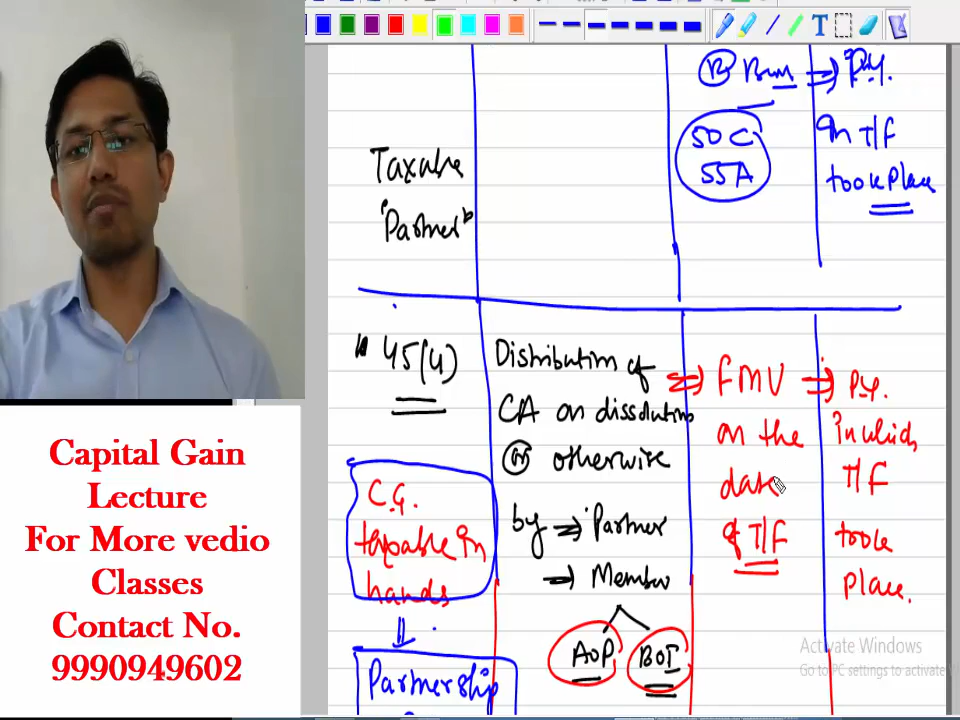 Ⓑ Bum ⇒ P.Y.
50C
55A
in T/F
took Place
Taxable
"Partner"
45(4)
Distribution of
CA on dissolution
or otherwise
by ⇒ Partner
⇒ Member
AOP
BOI
⇒ FMV
on the
date
of T/F
⇒ P.Y.
in which
T/F
took
place.
C.G.
taxable in
hands
Partnership
T
Capital Gain
Lecture
For More vedio
Classes
Contact No.
9990949602
Activate Windows
Go to PC settings to activate